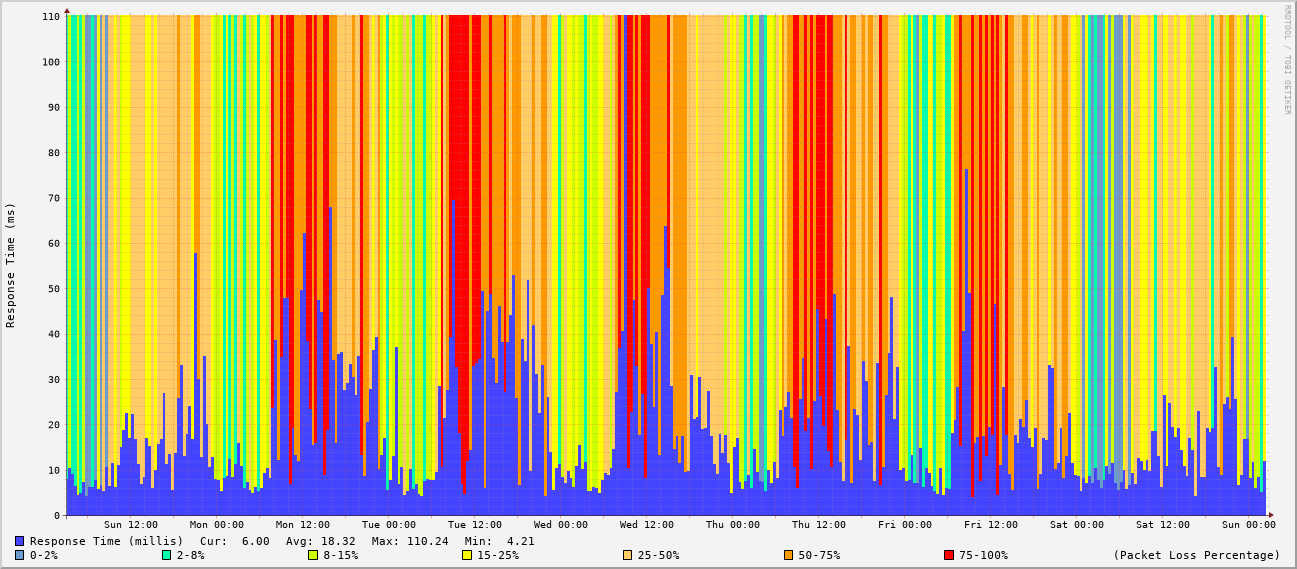 RRDTOOL / TOBI OETIKER
Response Time (ms)
110
100
90
80
70
60
50
40
30
20
10
0
Sun 12:00 Mon 00:00 Mon 12:00 Tue 00:00 Tue 12:00 Wed 00:00 Wed 12:00 Thu 00:00 Thu 12:00 Fri 00:00 Fri 12:00 Sat 00:00 Sat 12:00 Sun 00:00
Response Time (millis) Cur: 6.00 Avg: 18.32 Max: 110.24 Min: 4.21
0-2% 2-8% 8-15% 15-25% 25-50% 50-75% 75-100% (Packet Loss Percentage)